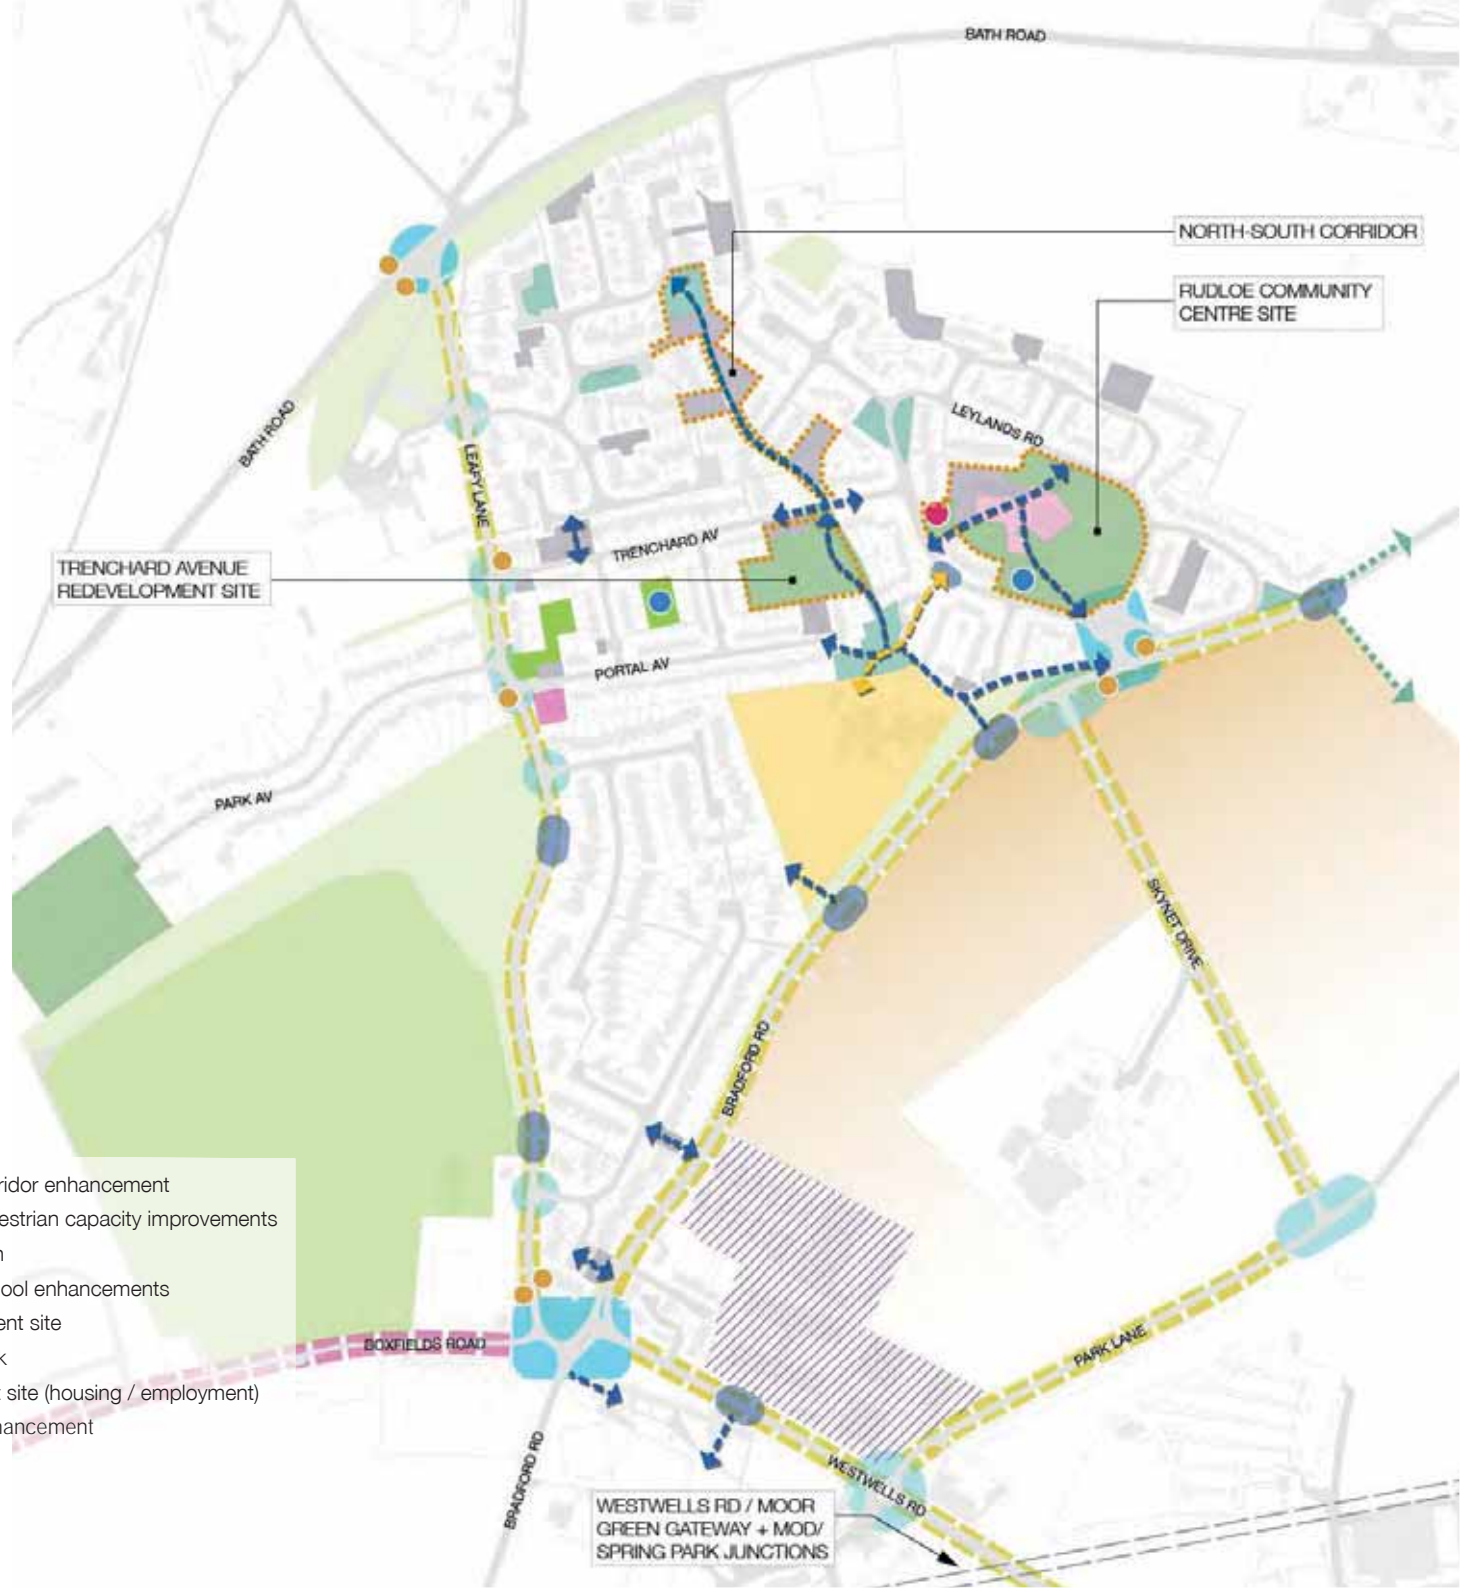 BATH ROAD
NORTH-SOUTH CORRIDOR
RUDLOE COMMUNITY
CENTRE SITE
LEYLANDS RD
BATH ROAD
LEAFY LANE
TRENCHARD AV
TRENCHARD AVENUE
REDEVELOPMENT SITE
PORTAL AV
PARK AV
SKYNET DRIVE
BRADFORD RD
ridor enhancement
estrian capacity improvements
n
ool enhancements
ent site
k
t site (housing / employment)
hancement
BOXFIELDS ROAD
PARK LANE
BRADFORD RD
WESTWELLS RD
WESTWELLS RD / MOOR
GREEN GATEWAY + MOD/
SPRING PARK JUNCTIONS